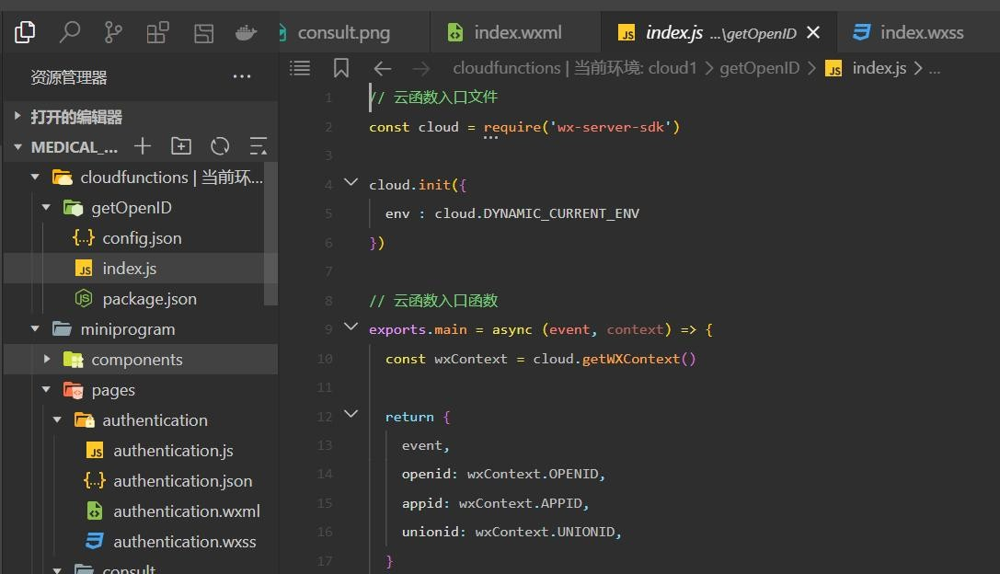 consult.png
index.wxml
index.js ...\getOpenID
index.wxss
资源管理器
打开的编辑器
MEDICAL_...
cloudfunctions | 当前环...
getOpenID
{..} config.json
JS index.js
package.json
miniprogram
components
pages
authentication
JS authentication.js
{..} authentication.json
authentication.wxml
authentication.wxss
consult
cloudfunctions | 当前环境: cloud1 > getOpenID > JS index.js > ...
1 // 云函数入口文件
2 const cloud = require('wx-server-sdk')
3
4 cloud.init({
5 env : cloud.DYNAMIC_CURRENT_ENV
6 })
7
8 // 云函数入口函数
9 exports.main = async (event, context) => {
10 const wxContext = cloud.getWXContext()
11
12 return {
13 event,
14 openid: wxContext.OPENID,
15 appid: wxContext.APPID,
16 unionid: wxContext.UNIONID,
17 }